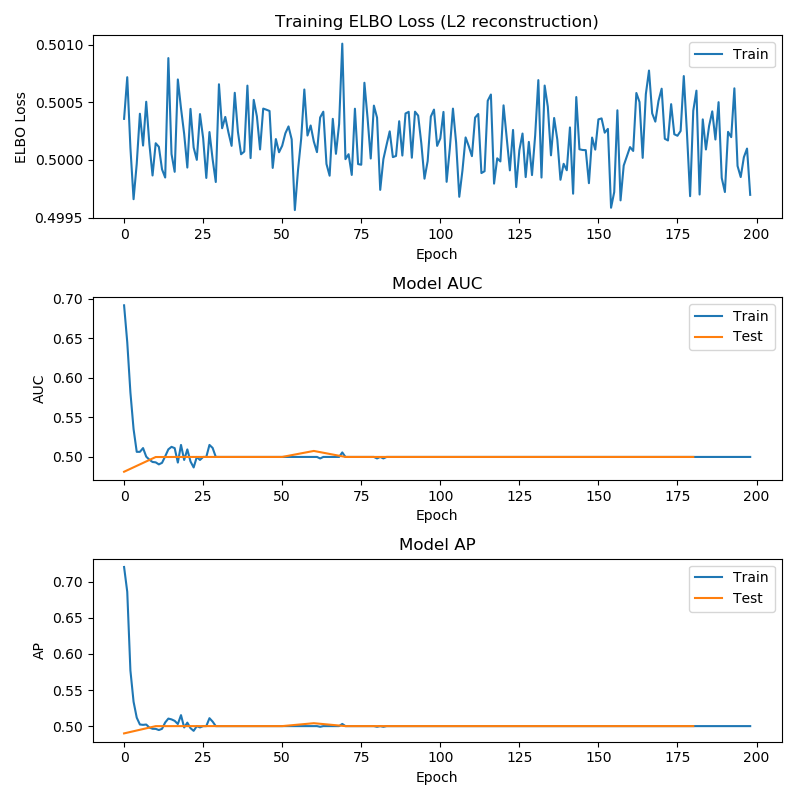 Training ELBO Loss (L2 reconstruction)
0.5010
0.5005
0.5000
0.4995
ELBO Loss
Train
0 25 50 75 100 125 150 175 200
Epoch
Model AUC
0.70
0.65
0.60
0.55
0.50
AUC
Train
Test
0 25 50 75 100 125 150 175 200
Epoch
Model AP
0.70
0.65
0.60
0.55
0.50
AP
Train
Test
0 25 50 75 100 125 150 175 200
Epoch